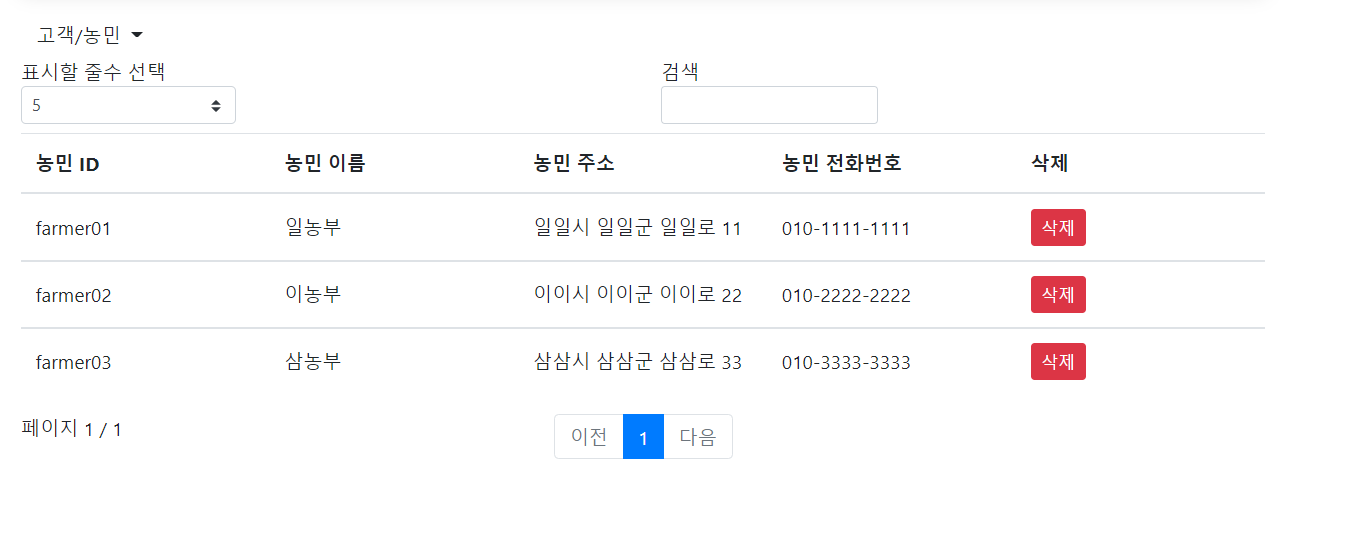 고객/농민
표시할 줄수 선택 검색
5
농민 ID 농민 이름 농민 주소 농민 전화번호 삭제
farmer01 일농부 일일시 일일군 일일로 11 010-1111-1111 삭제
farmer02 이농부 이이시 이이군 이이로 22 010-2222-2222 삭제
farmer03 삼농부 삼삼시 삼삼군 삼삼로 33 010-3333-3333 삭제
페이지 1 / 1 이전 1 다음